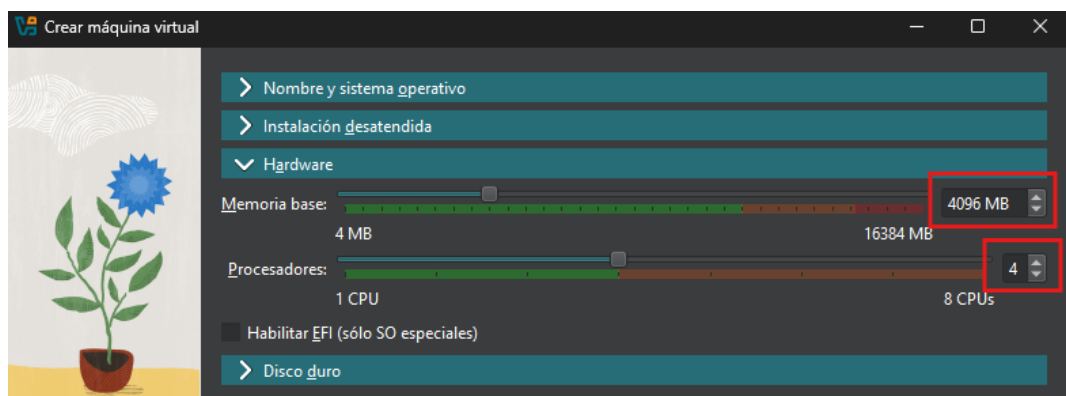 Crear máquina virtual
Nombre y sistema operativo
Instalación desatendida
Hardware
Memoria base:
4096 MB
4 MB
16384 MB
Procesadores:
4
1 CPU
8 CPUs
Habilitar EFI (sólo SO especiales)
Disco duro